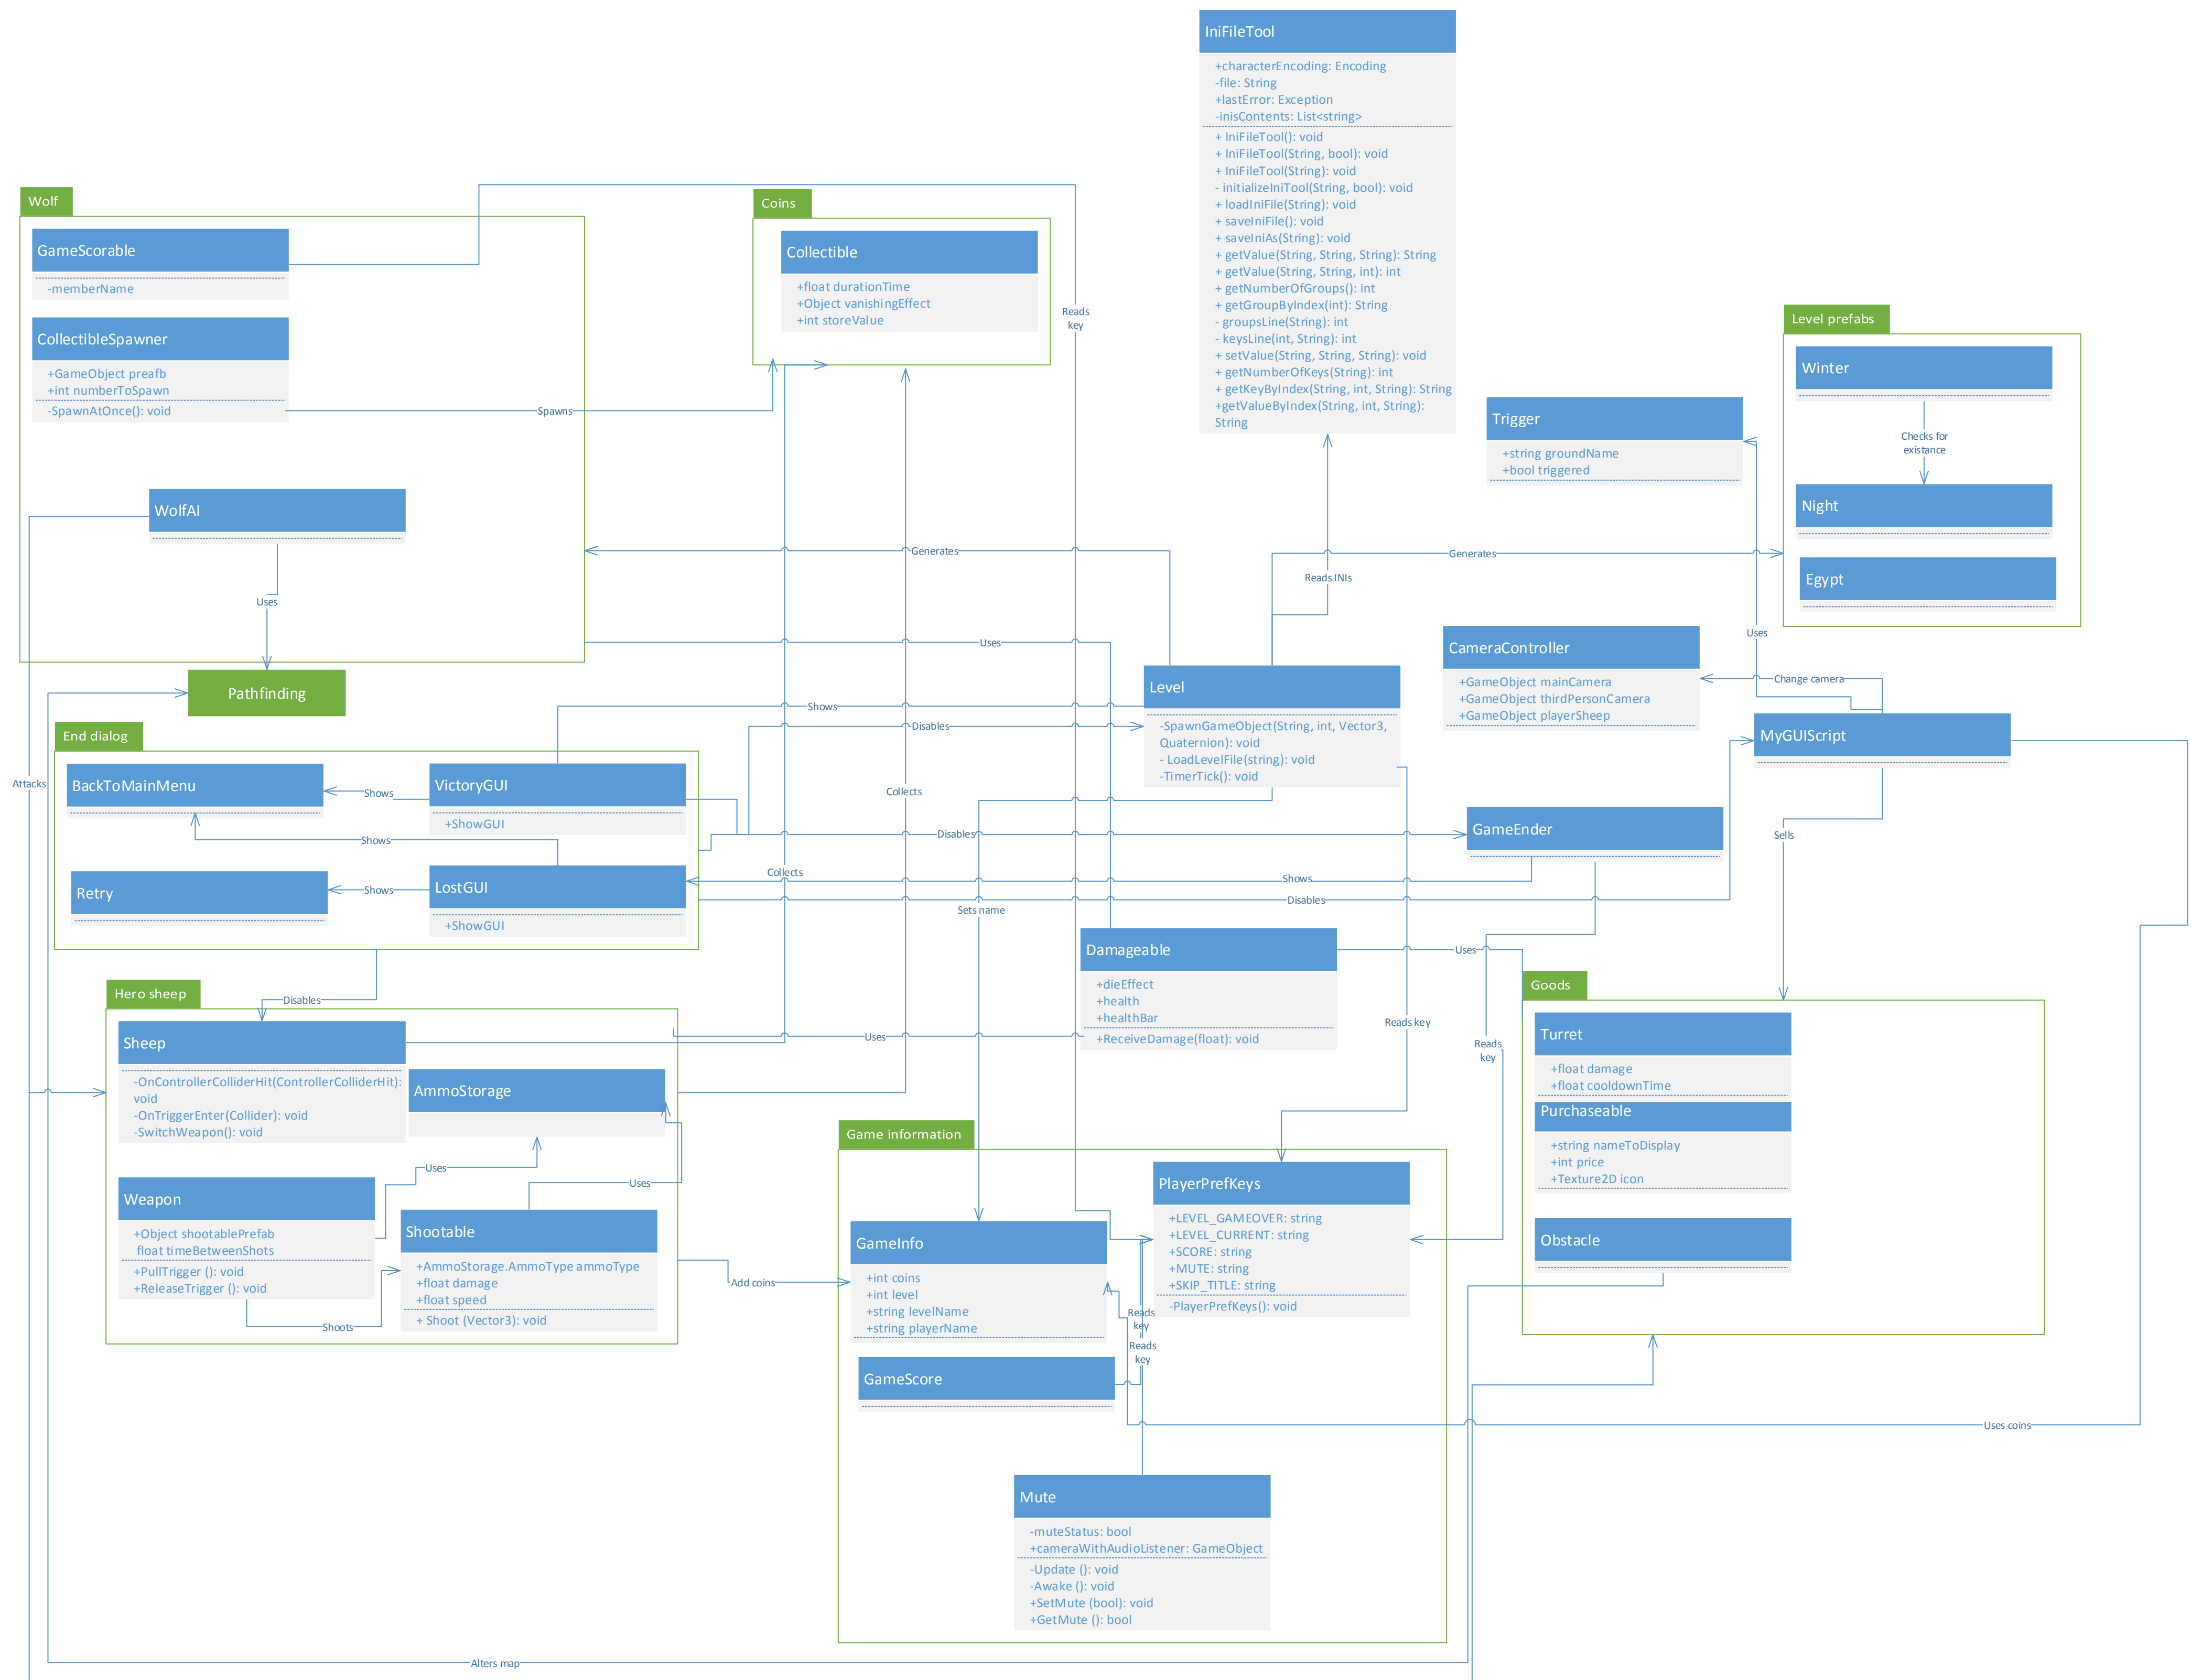 IniFileTool
+characterEncoding: Encoding
-file: String
+lastError: Exception
-inisContents: List<string>
+ IniFileTool(): void
+ IniFileTool(String, bool): void
+ IniFileTool(String): void
- initializeIniTool(String, bool): void
+ loadIniFile(String): void
+ saveIniFile(): void
+ saveIniAs(String): void
+ getValue(String, String, String): String
+ getValue(String, String, int): int
+ getNumberOfGroups(): int
+ getGroupByIndex(int): String
- groupsLine(String): int
- keysLine(int, String): int
+ setValue(String, String, String): void
+ getNumberOfKeys(String): int
+ getKeyByIndex(String, int, String): String
+getValueByIndex(String, int, String):
String
Wolf
GameScorable
-memberName
CollectibleSpawner
+GameObject preafb
+int numberToSpawn
-SpawnAtOnce(): void
Spawns
WolfAI
Uses
Pathfinding
Coins
Collectible
+float durationTime
+Object vanishingEffect
+int storeValue
Reads
key
Level prefabs
Winter
Checks for
existance
Night
Egypt
Trigger
+string groundName
+bool triggered
Generates
Generates
Reads INIs
Uses
Uses
CameraController
+GameObject mainCamera
+GameObject thirdPersonCamera
+GameObject playerSheep
Change camera
MyGUIScript
Level
-SpawnGameObject(String, int, Vector3,
Quaternion): void
- LoadLevelFile(string): void
-TimerTick(): void
Shows
Disables
End dialog
BackToMainMenu
Shows
VictoryGUI
+ShowGUI
Shows
Retry
Shows
LostGUI
+ShowGUI
Attacks
Collects
Collects
Disables
GameEnder
Sells
Shows
Disables
Sets name
Damageable
+dieEffect
+health
+healthBar
+ReceiveDamage(float): void
Uses
Uses
Disables
Hero sheep
Sheep
-OnControllerColliderHit(ControllerColliderHit):
void
-OnTriggerEnter(Collider): void
-SwitchWeapon(): void
AmmoStorage
Uses
Uses
Weapon
+Object shootablePrefab
float timeBetweenShots
+PullTrigger (): void
+ReleaseTrigger (): void
Shoots
Shootable
+AmmoStorage.AmmoType ammoType
+float damage
+float speed
+ Shoot (Vector3): void
Add coins
Reads key
Reads
key
Goods
Turret
+float damage
+float cooldownTime
Purchaseable
+string nameToDisplay
+int price
+Texture2D icon
Obstacle
Game information
PlayerPrefKeys
+LEVEL_GAMEOVER: string
+LEVEL_CURRENT: string
+SCORE: string
+MUTE: string
+SKIP_TITLE: string
-PlayerPrefKeys(): void
GameInfo
+int coins
+int level
+string levelName
+string playerName
Reads
key
Reads
key
GameScore
Uses coins
Mute
-muteStatus: bool
+cameraWithAudioListener: GameObject
-Update (): void
-Awake (): void
+SetMute (bool): void
+GetMute (): bool
Alters map